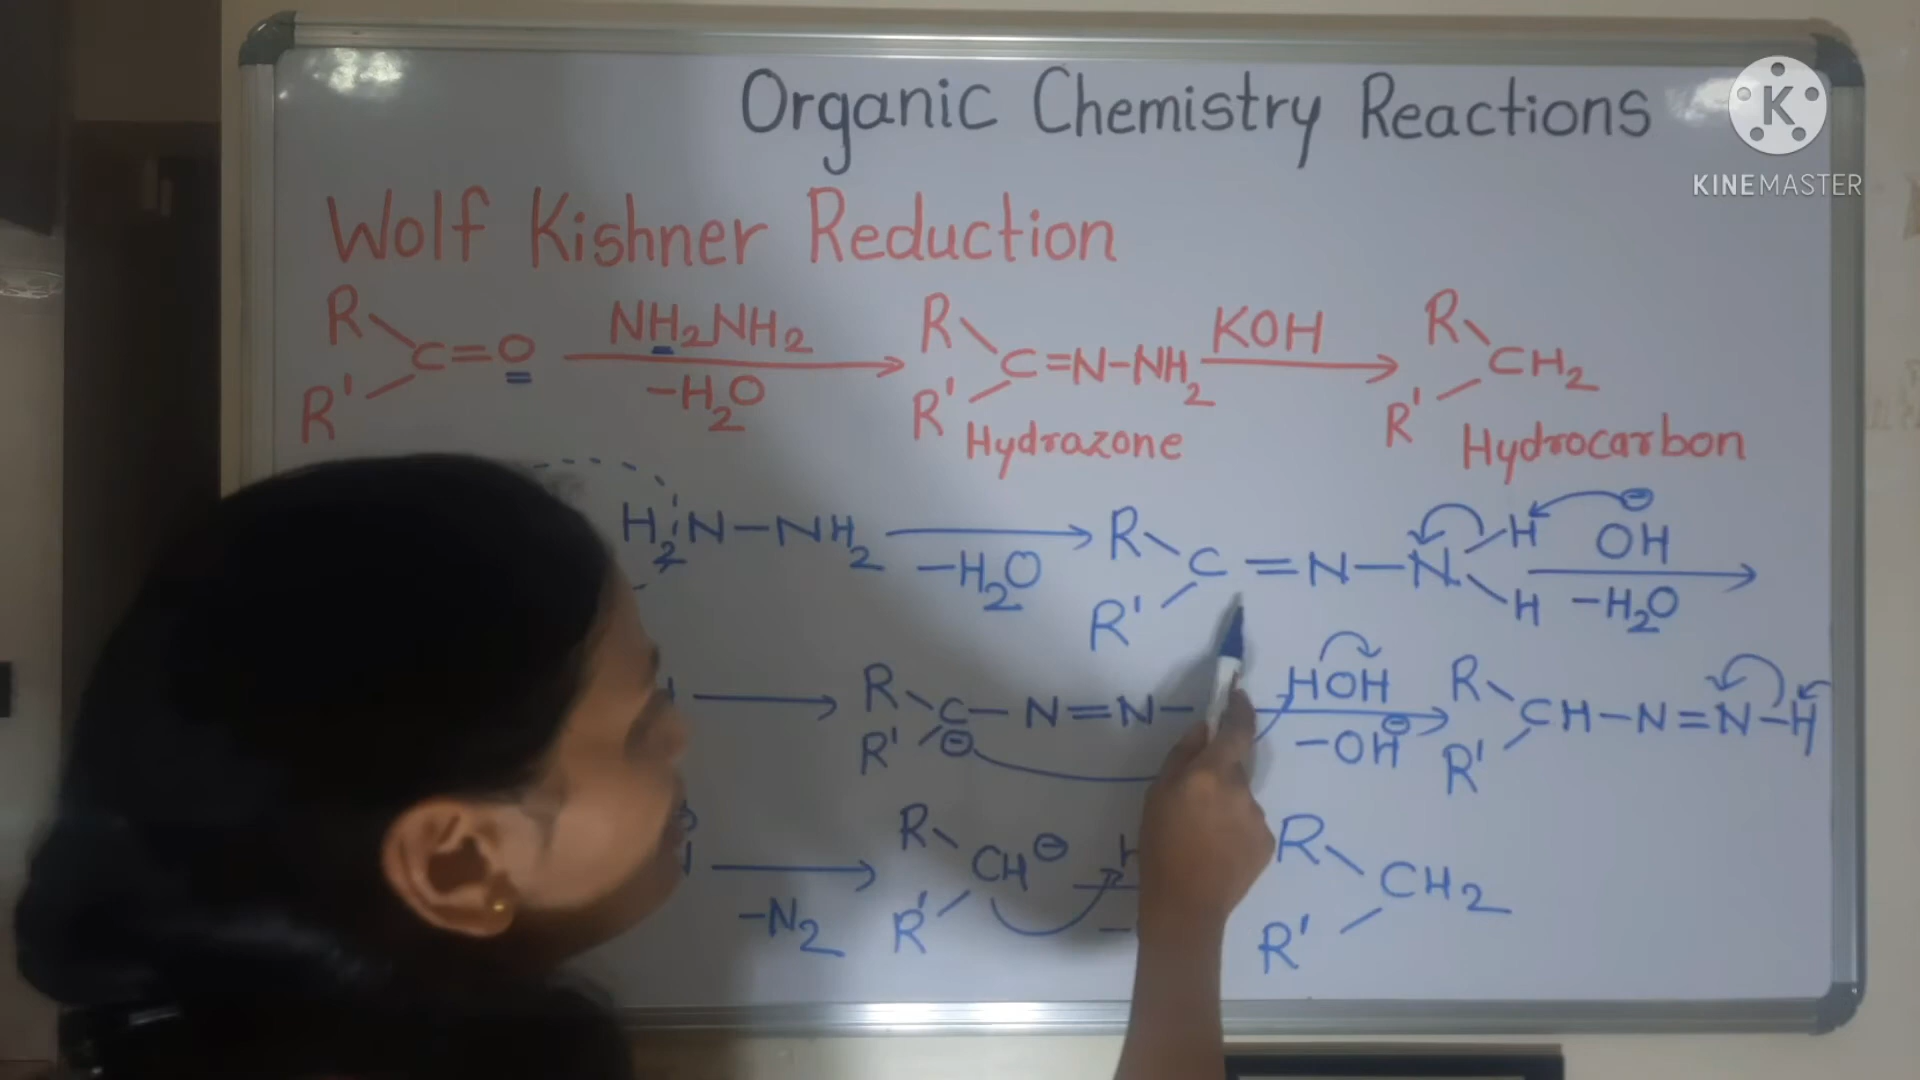 Organic Chemistry Reactions
KINEMASTER
Wolf Kishner Reduction
R R' C=O NH₂NH₂ -H₂O R R' C=N-NH₂ KOH R R' CH₂
Hydrazone Hydrocarbon
H₂N-NH₂ -H₂O R R' C=N-N H H ⊖ OH -H₂O
R R' C ⊖ -N=N- HOH -OH⊖ R R' CH-N=N-H
-N₂ R R' CH⊖ R R' CH₂